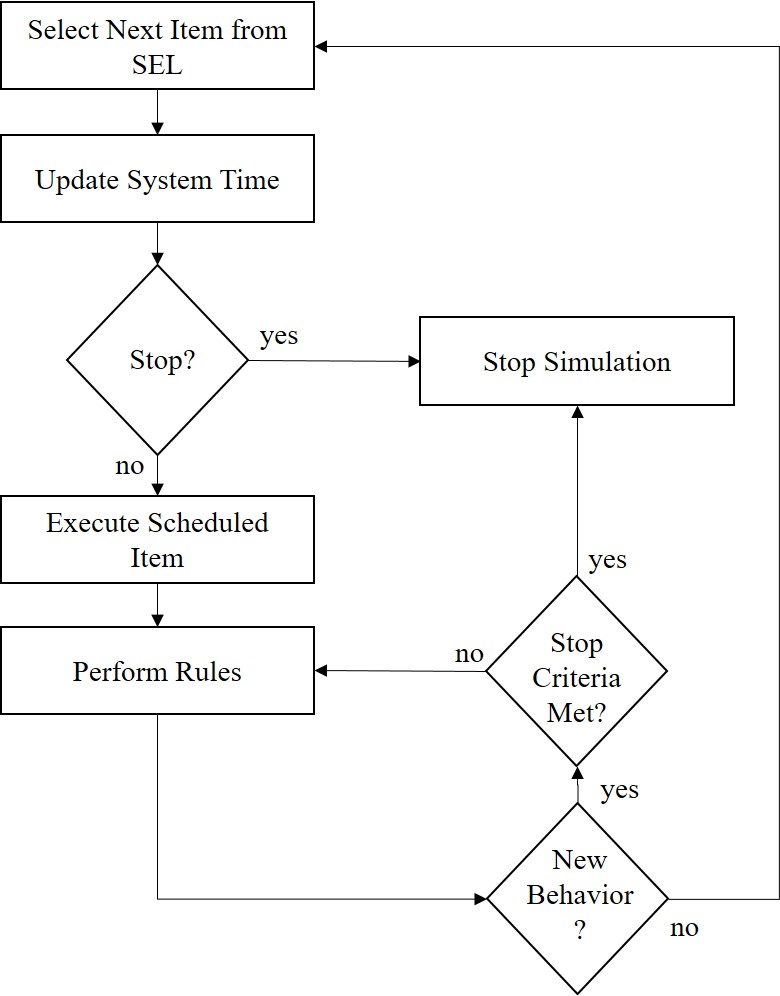 Select Next Item from
SEL
Update System Time
Stop?
yes
Stop Simulation
no
Execute Scheduled
Item
yes
Perform Rules
no
Stop
Criteria
Met?
yes
New
Behavior
?
no